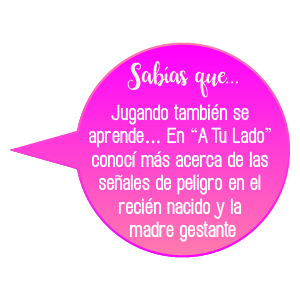 Sabías que...
Jugando también se
aprende... En “A Tu Lado”
conocí más acerca de las
señales de peligro en el
recién nacido y la
madre gestante